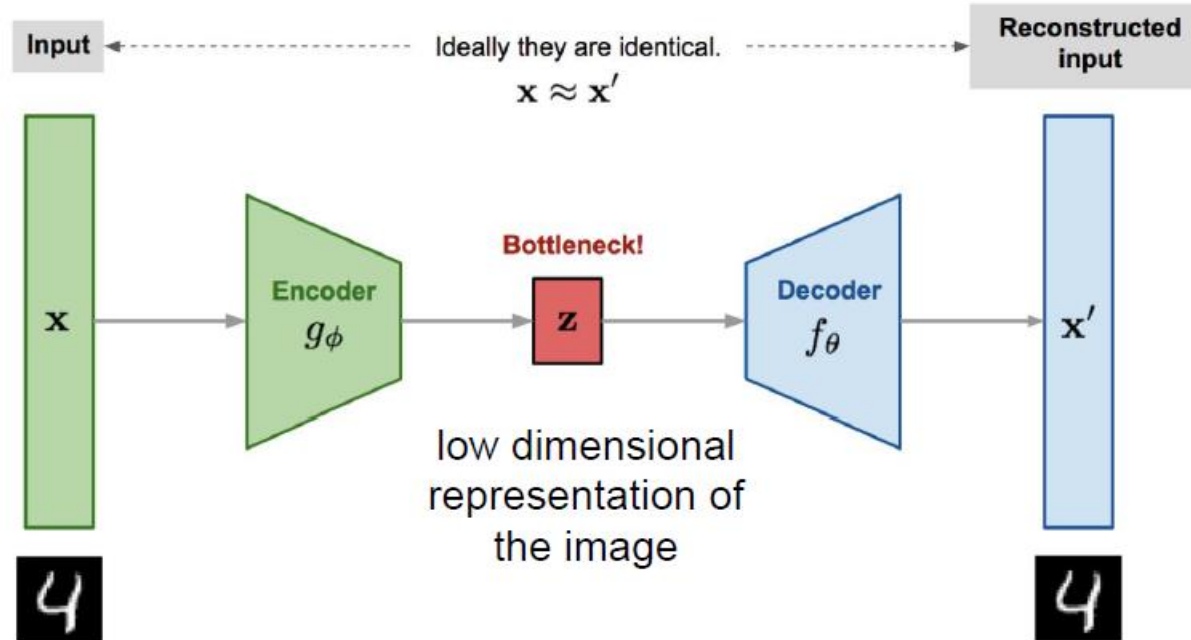 Input
Ideally they are identical.
x ≈ x′
Reconstructed
input
x
Encoder
g_ϕ
Bottleneck!
z
Decoder
f_θ
x′
low dimensional
representation of
the image
4
4